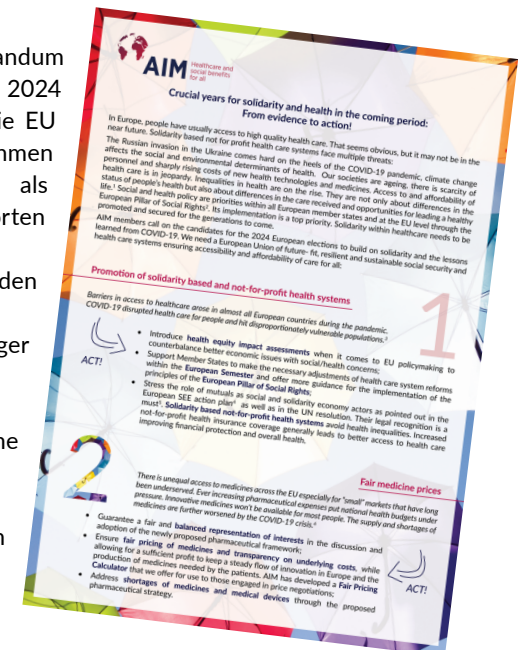 andum
2024
ie EU
hmen
als
orten
den
ger
ne
n
AIM Healthcare and
social benefits
for all
Crucial years for solidarity and health in the coming period:
From evidence to action!
In Europe, people have usually access to high quality health care. That seems obvious, but it may not be in the
near future. Solidarity based not for profit health care systems face multiple threats:
The Russian invasion in the Ukraine comes hard on the heels of the COVID-19 pandemic, climate change
affects the social and environmental determinants of health. Our societies are ageing, there is scarcity of
personnel and sharply rising costs of new health technologies and medicines. Access to and affordability of
health care is in jeopardy. Inequalities in health are on the rise. They are not only about differences in the
status of people's health but also about differences in the care received and opportunities for leading a healthy
life.¹ Social and health policy are priorities within all European member states and at the EU level through the
European Pillar of Social Rights². Its implementation is a top priority. Solidarity within healthcare needs to be
promoted and secured for the generations to come.
AIM members call on the candidates for the 2024 European elections to build on solidarity and the lessons
learned from COVID-19. We need a European Union of future- fit, resilient and sustainable social security and
health care systems ensuring accessibility and affordability of care for all:
Promotion of solidarity based and not-for-profit health systems
1
Barriers in access to healthcare arose in almost all European countries during the pandemic.
COVID-19 disrupted health care for people and hit disproportionately vulnerable populations.³
ACT!
• Introduce health equity impact assessments when it comes to EU policymaking to
counterbalance better economic issues with social/health concerns;
• Support Member States to make the necessary adjustments of health care system reforms
within the European Semester and offer more guidance for the implementation of the
principles of the European Pillar of Social Rights;
• Stress the role of mutuals as social and solidarity economy actors as pointed out in the
European SEE action plan⁴ as well as in the UN resolution. Their legal recognition is a
must⁵. Solidarity based not-for-profit systems avoid health inequalities. Increased
not-for-profit health insurance coverage generally leads to better access to health care
improving financial protection and overall health.
2
Fair medicine prices
There is unequal access to medicines across the EU especially for "small" markets that have long
been underserved. Ever increasing pharmaceutical expenses put national health budgets under
pressure. Innovative medicines won't be available for most people. The supply and shortages of
medicines are further worsened by the COVID-19 crisis.⁶
• Guarantee a fair and balanced representation of interests in the discussion and
adoption of the newly proposed pharmaceutical framework;
• Ensure fair pricing of medicines and transparency on underlying costs, while
allowing for a sufficient profit to keep a steady flow of innovation in Europe and the
production of medicines needed by the patients. AIM has developed a Fair Pricing
Calculator that we offer for use to those engaged in price negotiations;
• Address shortages of medicines and medical devices through the proposed
pharmaceutical strategy.
ACT!